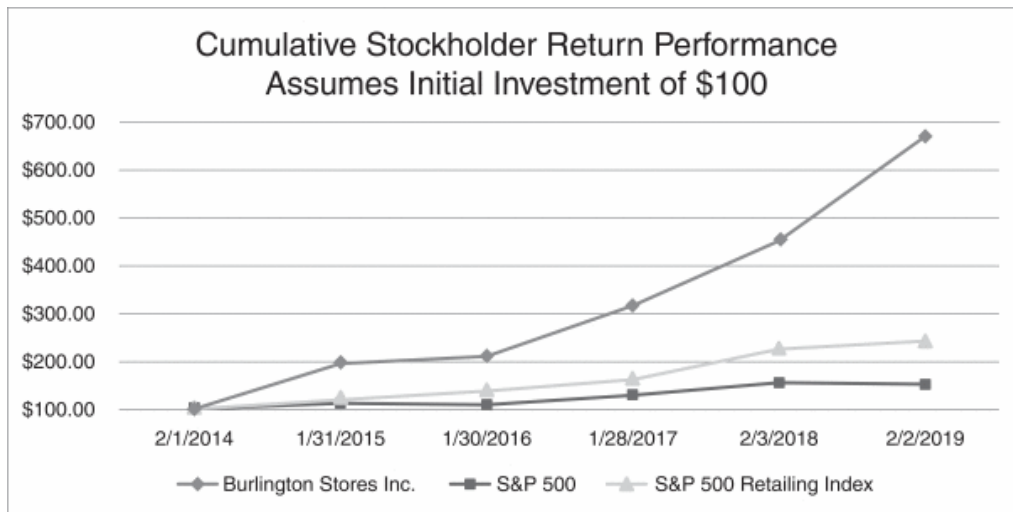 Cumulative Stockholder Return Performance
Assumes Initial Investment of $100
$700.00
$600.00
$500.00
$400.00
$300.00
$200.00
$100.00
2/1/2014 1/31/2015 1/30/2016 1/28/2017 2/3/2018 2/2/2019
Burlington Stores Inc. S&P 500 S&P 500 Retailing Index